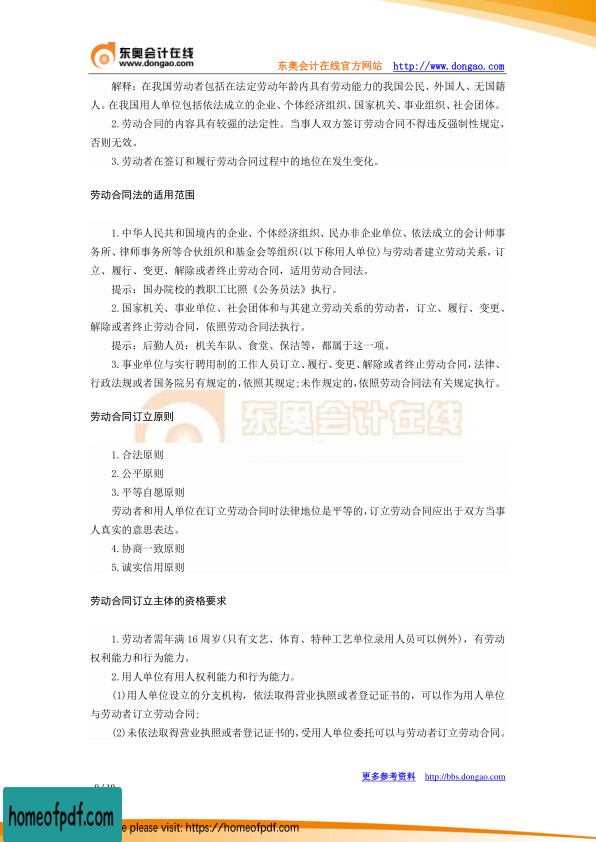 东奥会计在线
东奥会计在线官方网站 http://www.dongao.com
解释：在我国劳动者包括在法定劳动年龄内具有劳动能力的我国公民、外国人、无国籍
人。在我国用人单位包括依法成立的企业、个体经济组织、国家机关、事业组织、社会团体。
2.劳动合同的内容具有较强的法定性。当事人双方签订劳动合同不得违反强制性规定，
否则无效。
3.劳动者在签订和履行劳动合同过程中的地位在发生变化。
劳动合同法的适用范围
1.中华人民共和国境内的企业、个体经济组织、民办非企业单位、依法成立的会计师事
务所、律师事务所等合伙组织和基金会等组织(以下称用人单位)与劳动者建立劳动关系，订
立、履行、变更、解除或者终止劳动合同，适用劳动合同法。
提示：国办院校的教职工比照《公务员法》执行。
2.国家机关、事业单位、社会团体和与其建立劳动关系的劳动者，订立、履行、变更、
解除或者终止劳动合同，依照劳动合同法执行。
提示：后勤人员：机关车队、食堂、保洁等，都属于这一项。
3.事业单位与实行聘用制的工作人员订立、履行、变更、解除或者终止劳动合同，法律、
行政法规或者国务院另有规定的，依照其规定;未作规定的，依照劳动合同法有关规定执行。
劳动合同订立原则
东奥会计在线
1.合法原则
2.公平原则
3.平等自愿原则
劳动者和用人单位在订立劳动合同时法律地位是平等的，订立劳动合同应出于双方当事
人真实的意思表达。
4.协商一致原则
5.诚实信用原则
劳动合同订立主体的资格要求
1.劳动者需年满 16 周岁(只有文艺、体育、特种工艺单位录用人员可以例外)，有劳动
权利能力和行为能力。
2.用人单位有用人权利能力和行为能力。
(1)用人单位设立的分支机构，依法取得营业执照或者登记证书的，可以作为用人单位
与劳动者订立劳动合同;
(2)未依法取得营业执照或者登记证书的，受用人单位委托可以与劳动者订立劳动合同。
更多参考资料 http://bbs.dongao.com
homeofpdf.com
please visit: https://homeofpdf.com